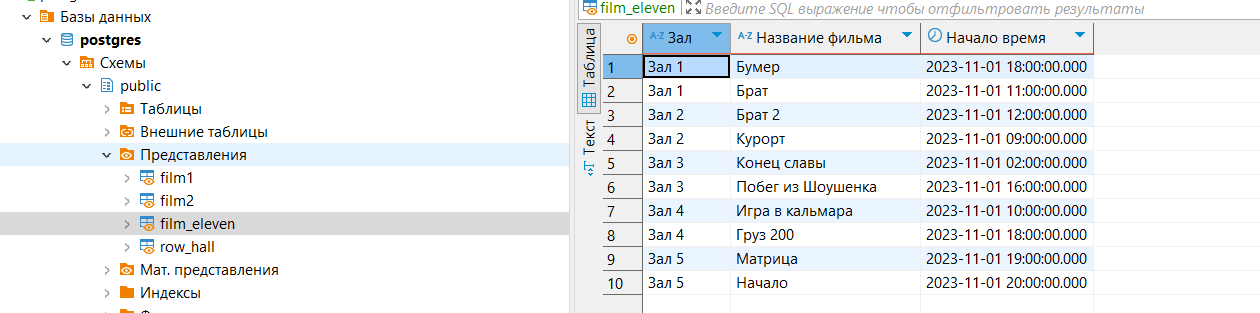 Базы данных
postgres
Схемы
public
Таблицы
Внешние таблицы
Представления
film1
film2
film_eleven
row_hall
Мат. представления
Индексы
film_eleven Введите SQL выражение чтобы отфильтровать результаты
Таблица
Текст
A-Z Зал A-Z Название фильма Начало время
1 Зал 1 Бумер 2023-11-01 18:00:00.000
2 Зал 1 Брат 2023-11-01 11:00:00.000
3 Зал 2 Брат 2 2023-11-01 12:00:00.000
4 Зал 2 Курорт 2023-11-01 09:00:00.000
5 Зал 3 Конец славы 2023-11-01 02:00:00.000
6 Зал 3 Побег из Шоушенка 2023-11-01 16:00:00.000
7 Зал 4 Игра в кальмара 2023-11-01 10:00:00.000
8 Зал 4 Груз 200 2023-11-01 18:00:00.000
9 Зал 5 Матрица 2023-11-01 19:00:00.000
10 Зал 5 Начало 2023-11-01 20:00:00.000